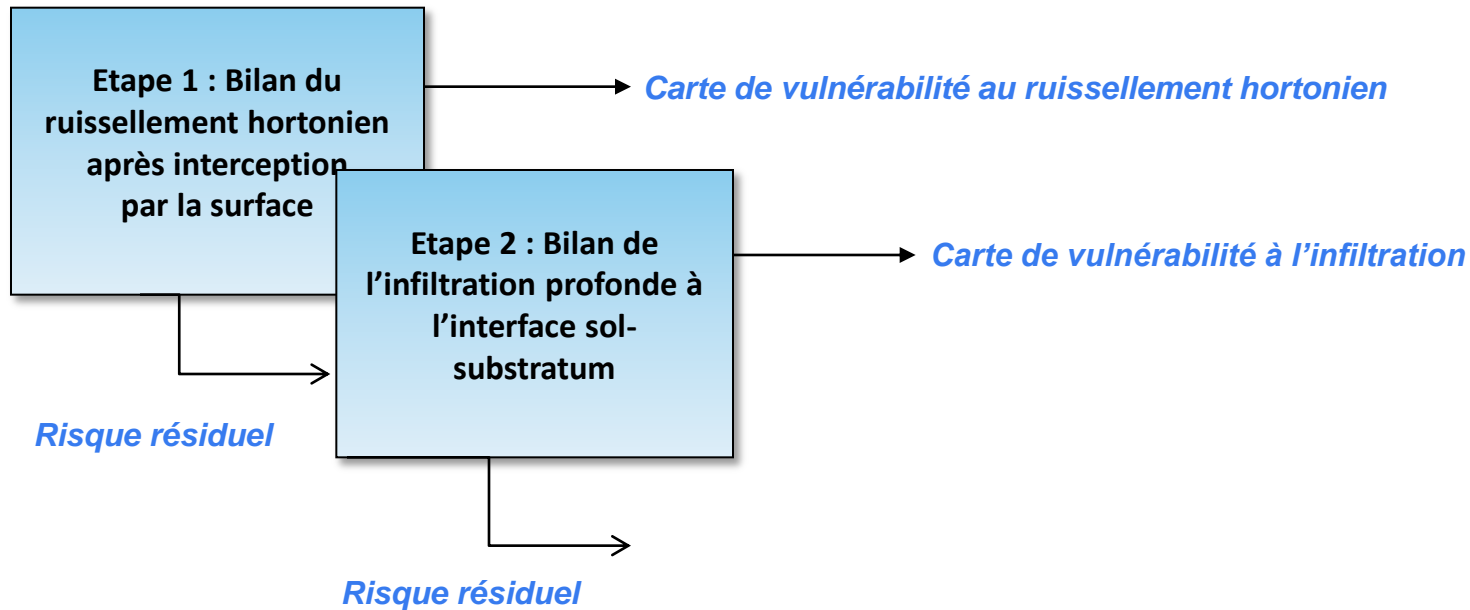 Etape 1 : Bilan du
ruissellement hortonien
après interception
par la surface
Carte de vulnérabilité au ruissellement hortonien
Etape 2 : Bilan de
l’infiltration profonde à
l’interface sol-
substratum
Carte de vulnérabilité à l’infiltration
Risque résiduel
Risque résiduel